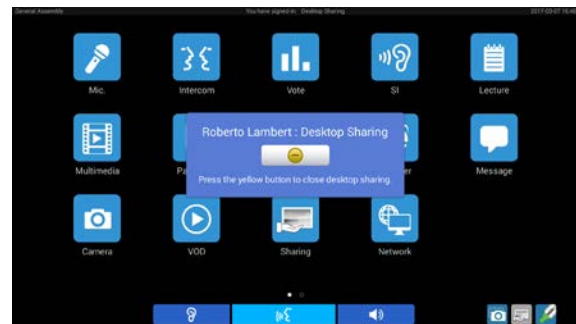 General Assembly
You have signed in: Desktop Sharing
2017-03-07 16:46
Mic.
Intercom
Vote
SI
Lecture
Roberto Lambert : Desktop Sharing
Press the yellow button to close desktop sharing.
Multimedia
Message
Camera
VOD
Sharing
Network